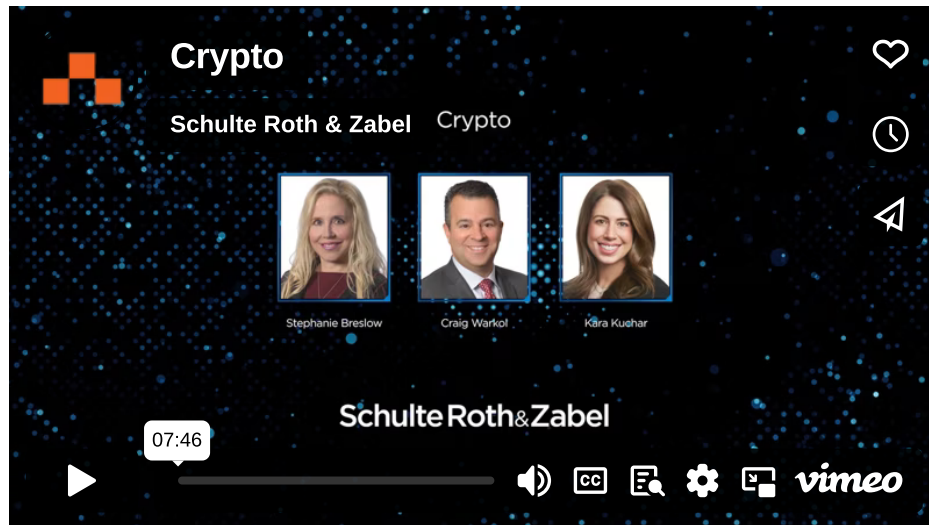 Crypto
Schulte Roth & Zabel
Crypto
Stephanie Breslow
Craig Warkol
Kara Kuchar
Schulte Roth & Zabel
07:46
CC
vimeo